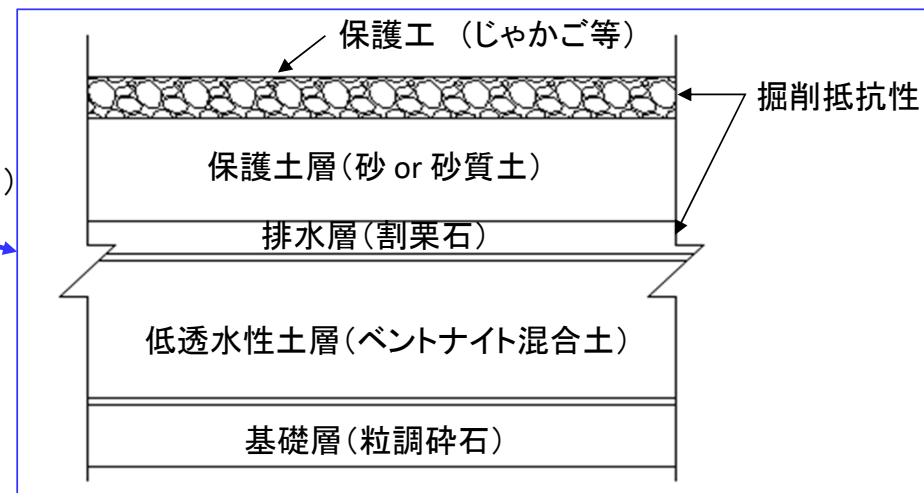 保護工 （じゃかご等）
掘削抵抗性
保護土層（砂 or 砂質土）
）
排水層（割栗石）
低透水性土層（ベントナイト混合土）
基礎層（粒調砕石）